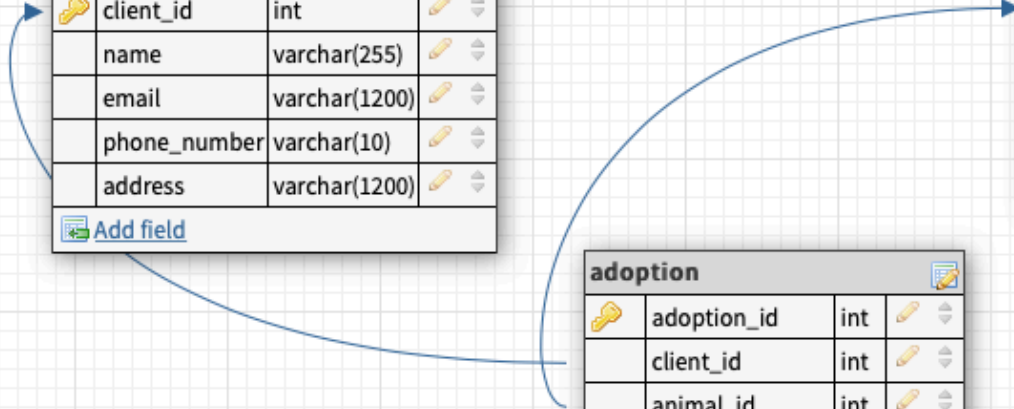 client_id int
name varchar(255)
email varchar(1200)
phone_number varchar(10)
address varchar(1200)
Add field
adoption
adoption_id int
client_id int
animal_id int